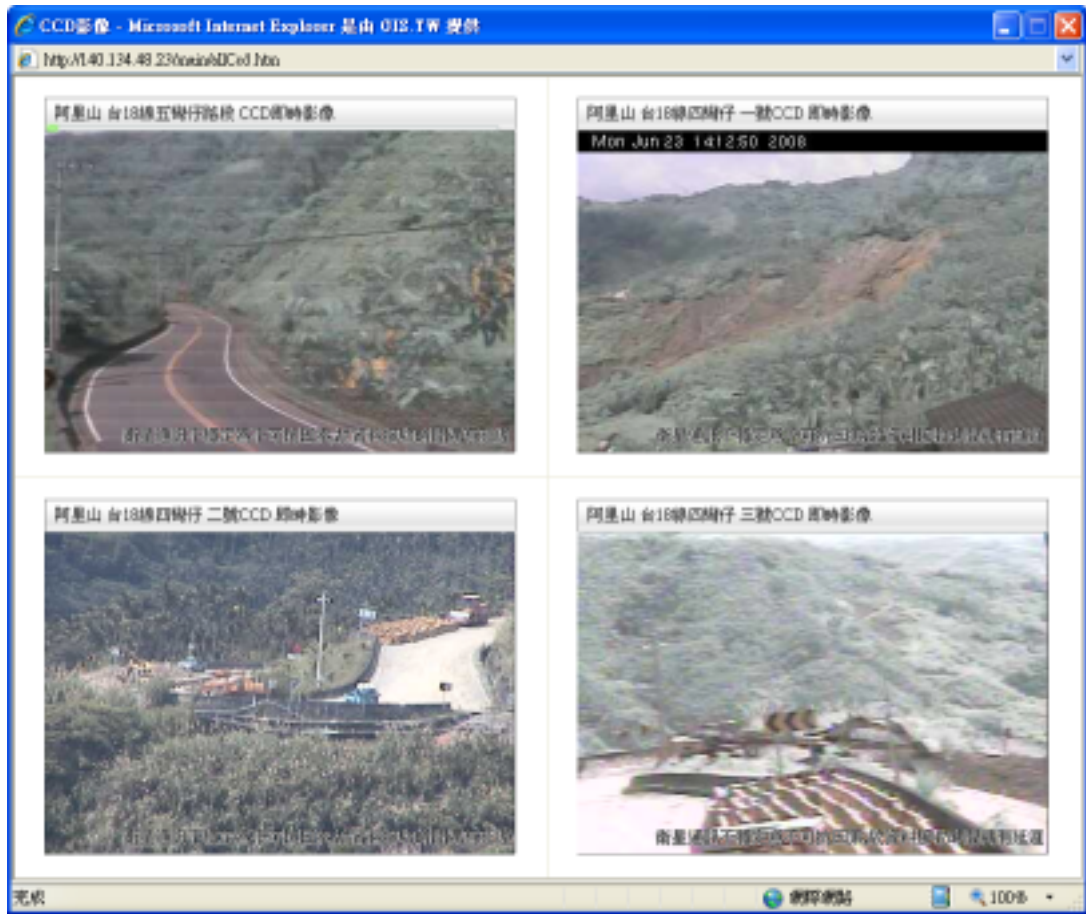 CCD影像 - Microsoft Internet Explorer 是由 GIS.TW 提供
http://140.134.48.23/main/allCcd.htm
阿里山 台18線五彎仔路段 CCD即時影像
阿里山 台18線四彎仔 一號CCD 即時影像
Mon Jun 23 14:12:50 2008
阿里山 台18線四彎仔 二號CCD 即時影像
阿里山 台18線四彎仔 三號CCD 即時影像
完成
網際網路
100%